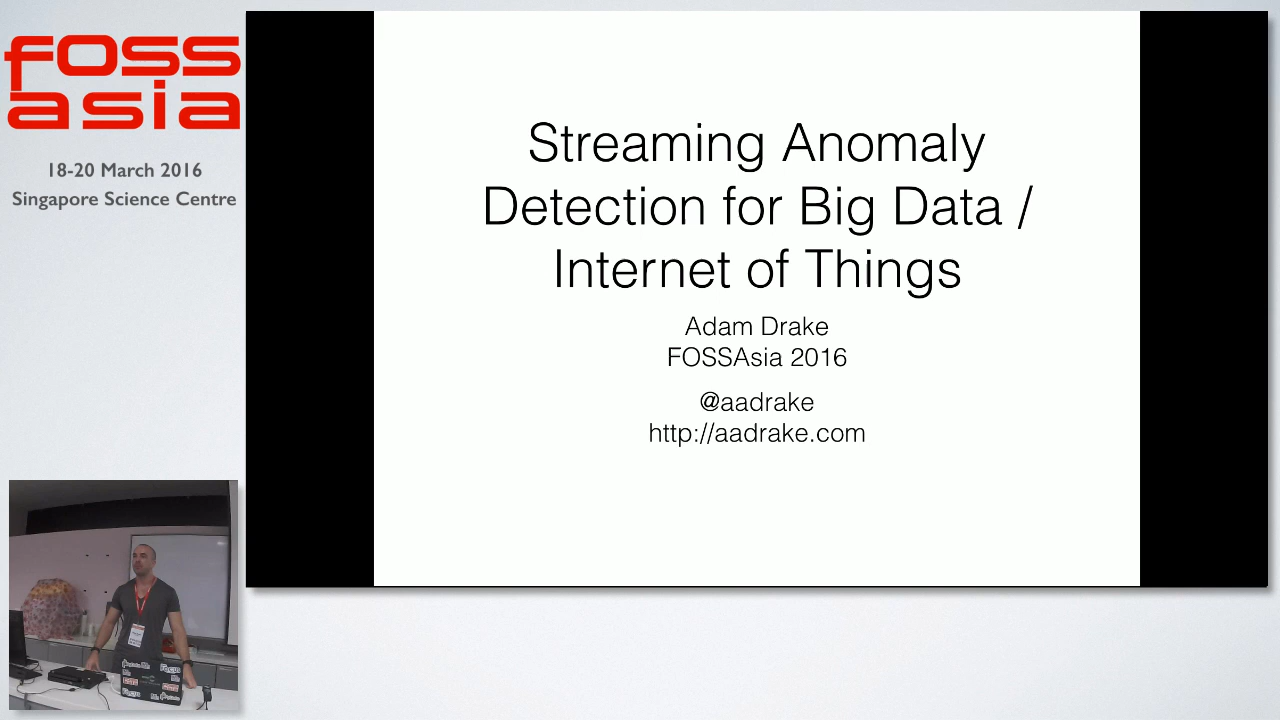 foss
asia
18-20 March 2016
Singapore Science Centre
Streaming Anomaly
Detection for Big Data /
Internet of Things
Adam Drake
FOSSAsia 2016
@aadrake
http://aadrake.com